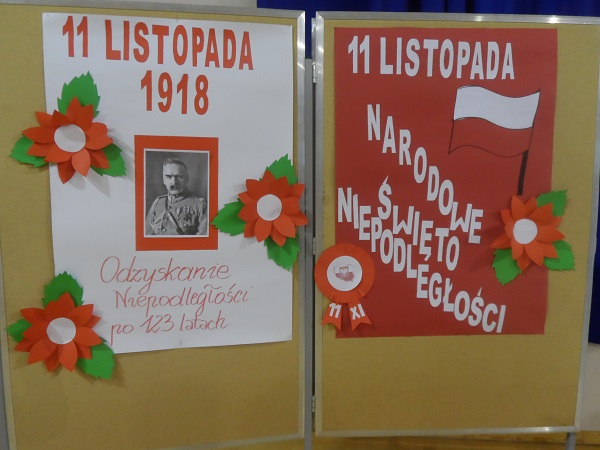 11 LISTOPADA
1918
Odzyskanie
Niepodległości
po 123 latach
11 LISTOPADA
NARODOWE
ŚWIĘTO
NIEPODLEGŁOŚCI
11 XI